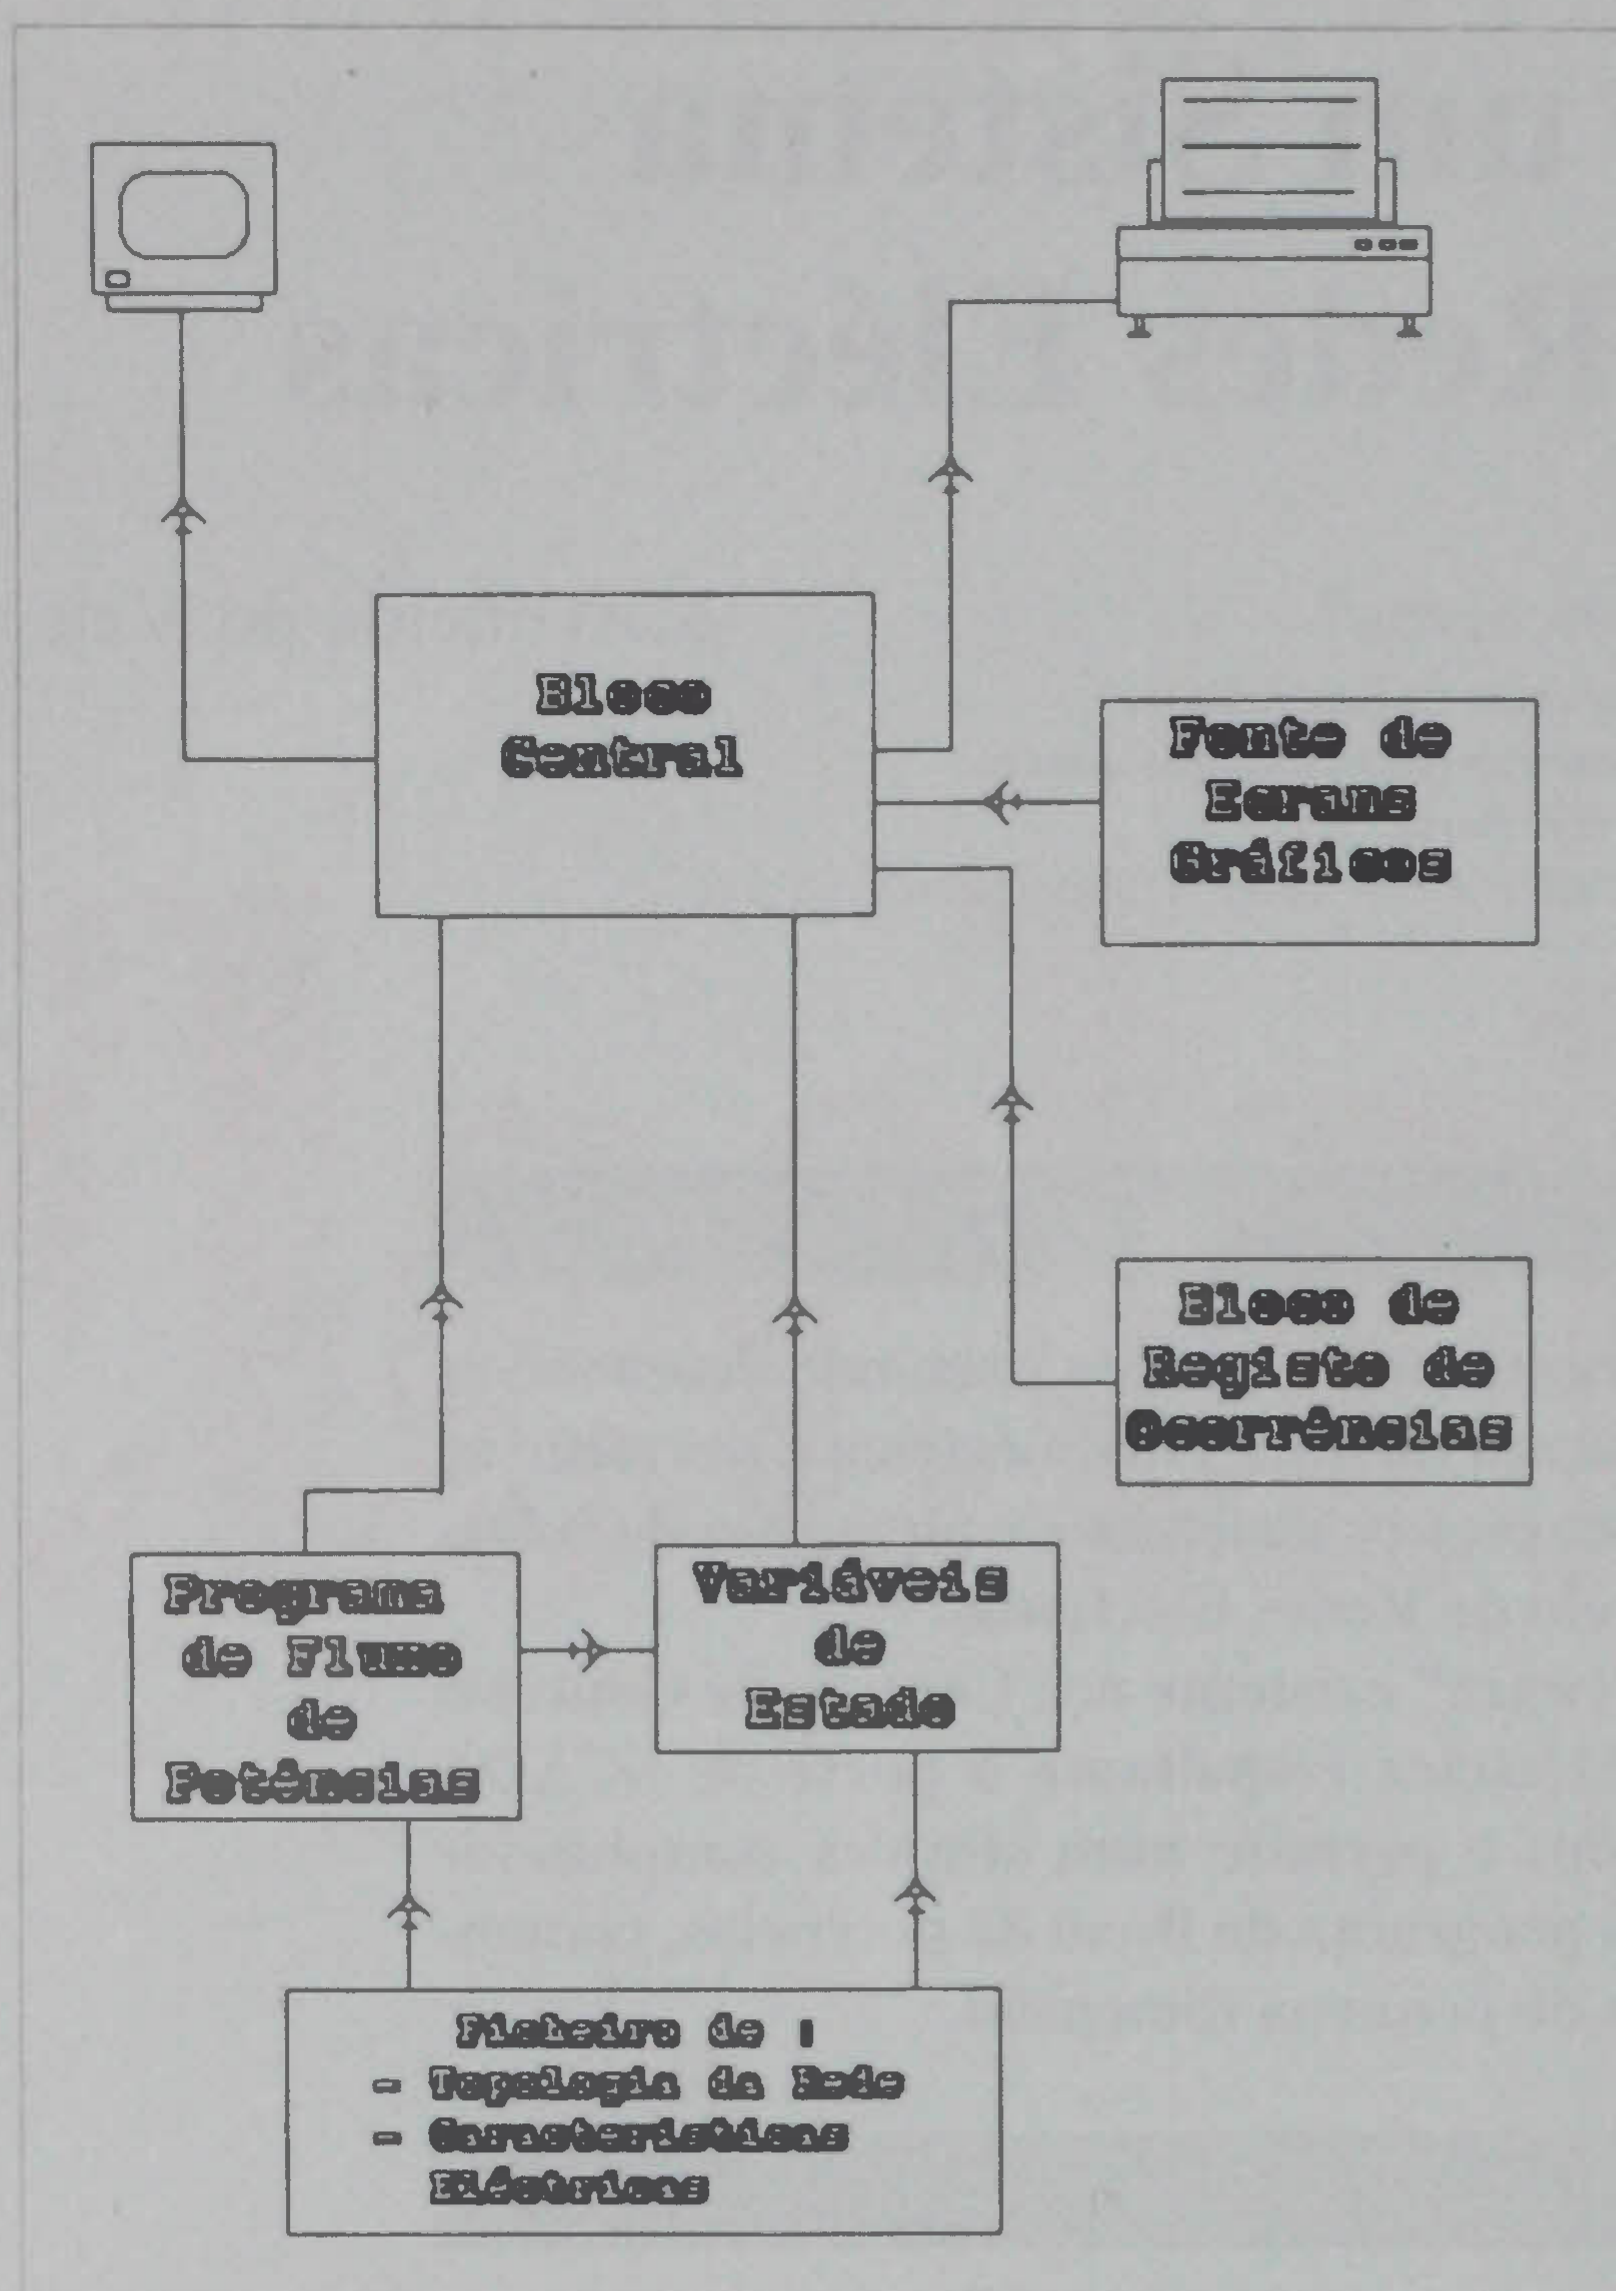 Bloco
Central
Fonte de
Ecrans
Gráficos
Bloco de
Registo de
Ocorrências
Programa
de Fluxo
de
Potências
Variáveis
de
Estado
Ficheiro de :
- Topologia da Rede
- Caracteristicas
Eléctricas